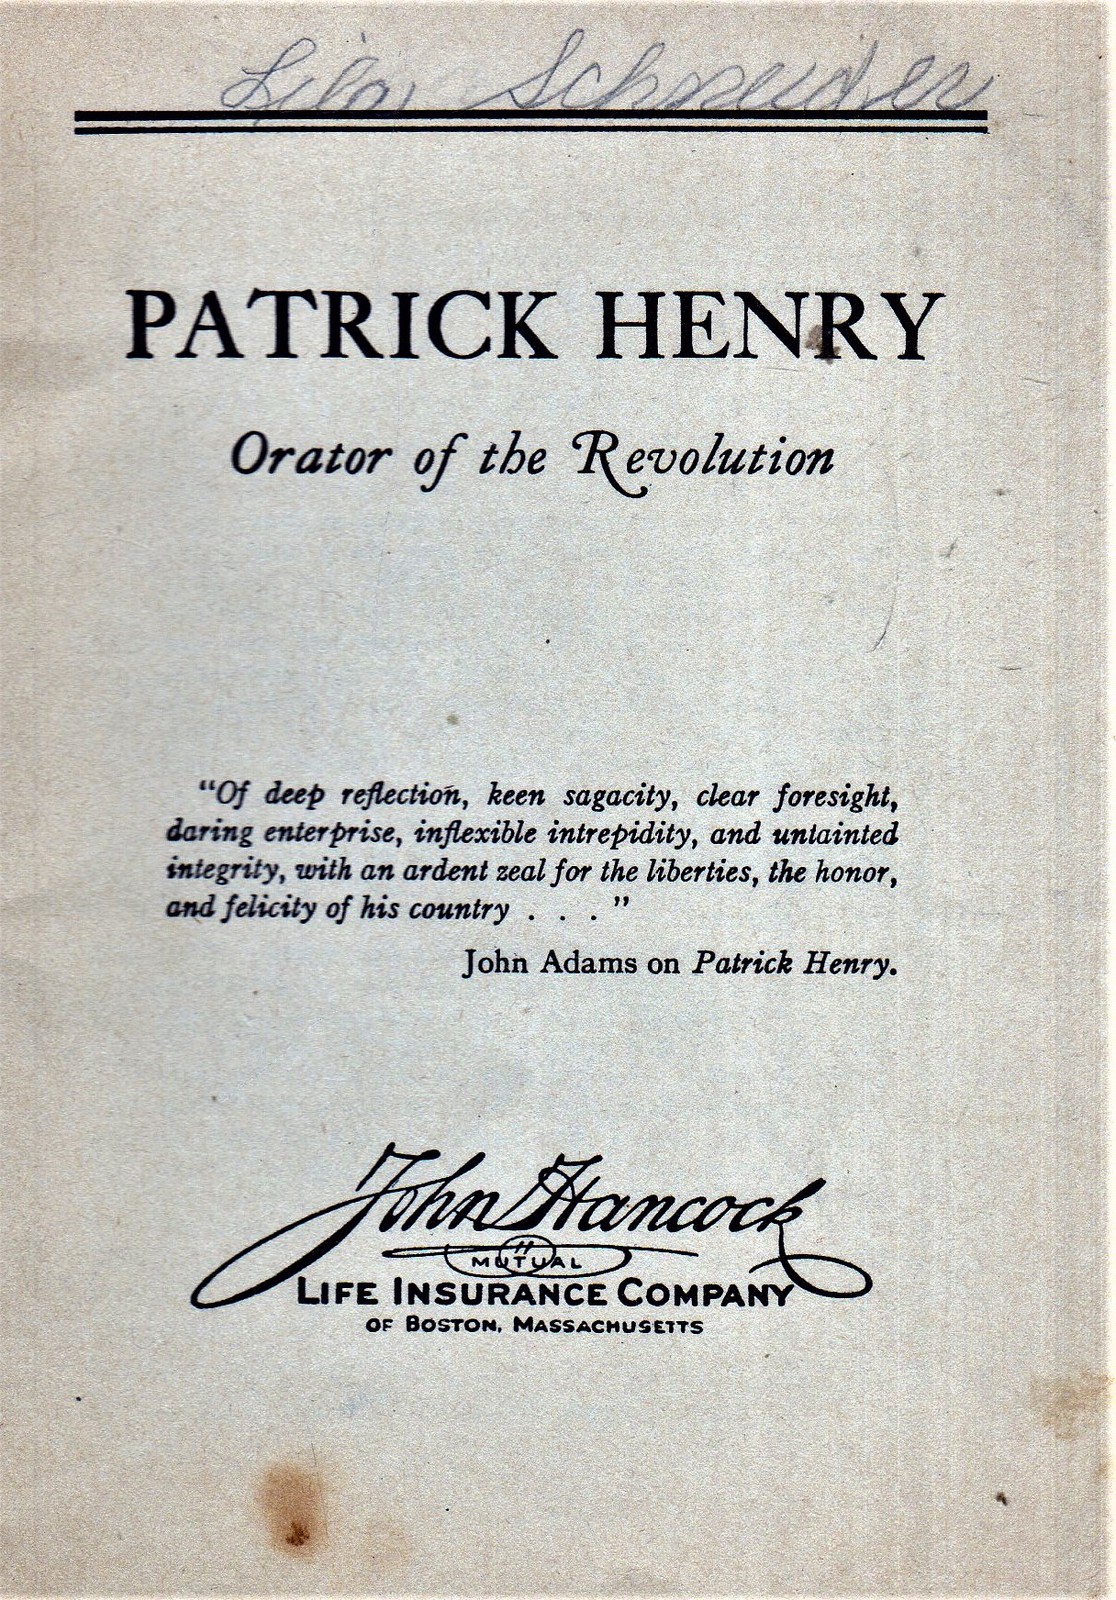 Schneider
PATRICK HENRY
Orator of the Revolution
“Of deep reflection, keen sagacity, clear foresight,
daring enterprise, inflexible intrepidity, and untainted
integrity, with an ardent zeal for the liberties, the honor,
and felicity of his country . . . ”
John Adams on Patrick Henry.
John Hancock
MUTUAL
LIFE INSURANCE COMPANY
OF BOSTON, MASSACHUSETTS